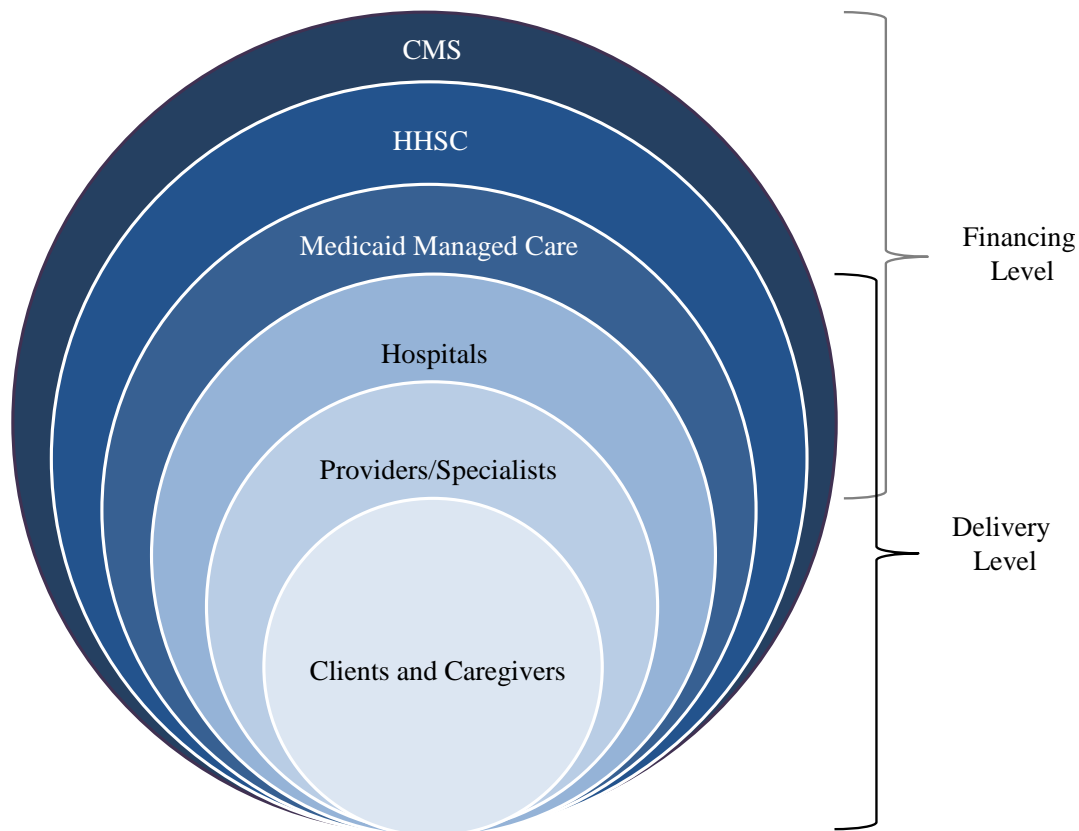 CMS
HHSC
Medicaid Managed Care
Hospitals
Providers/Specialists
Clients and Caregivers
Financing
Level
Delivery
Level